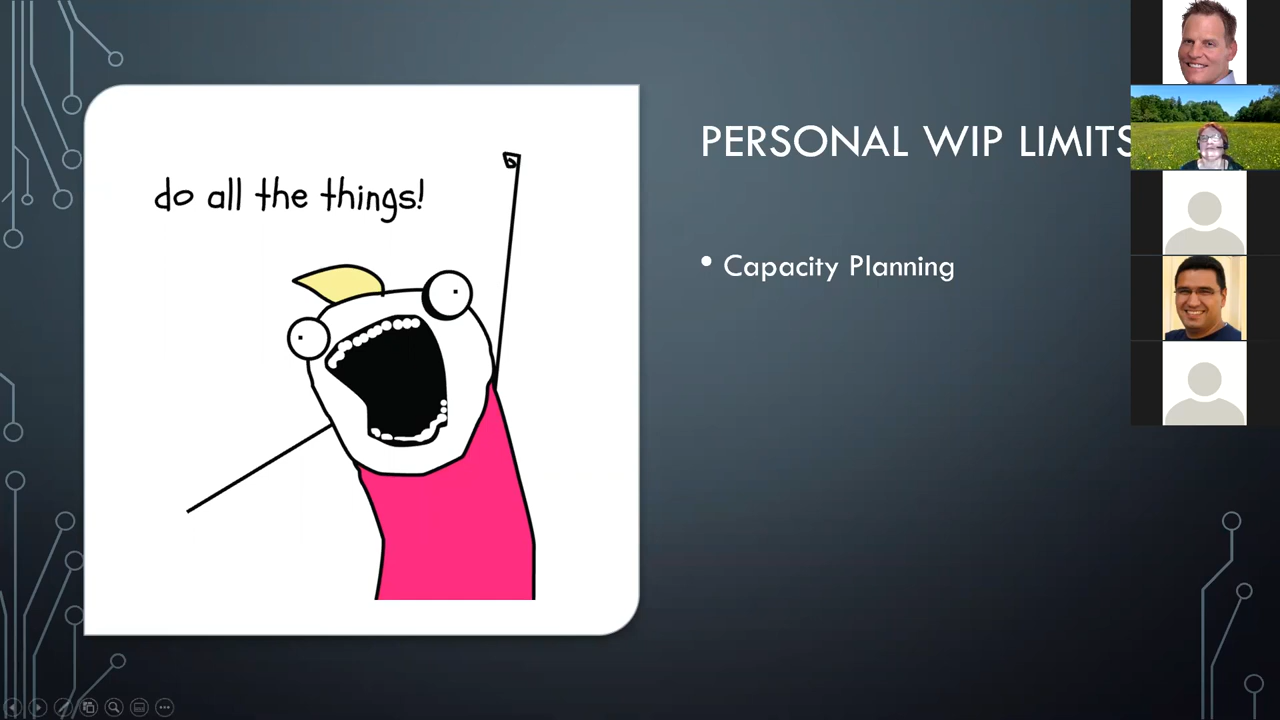 do all the things!
PERSONAL WIP LIMITS
• Capacity Planning